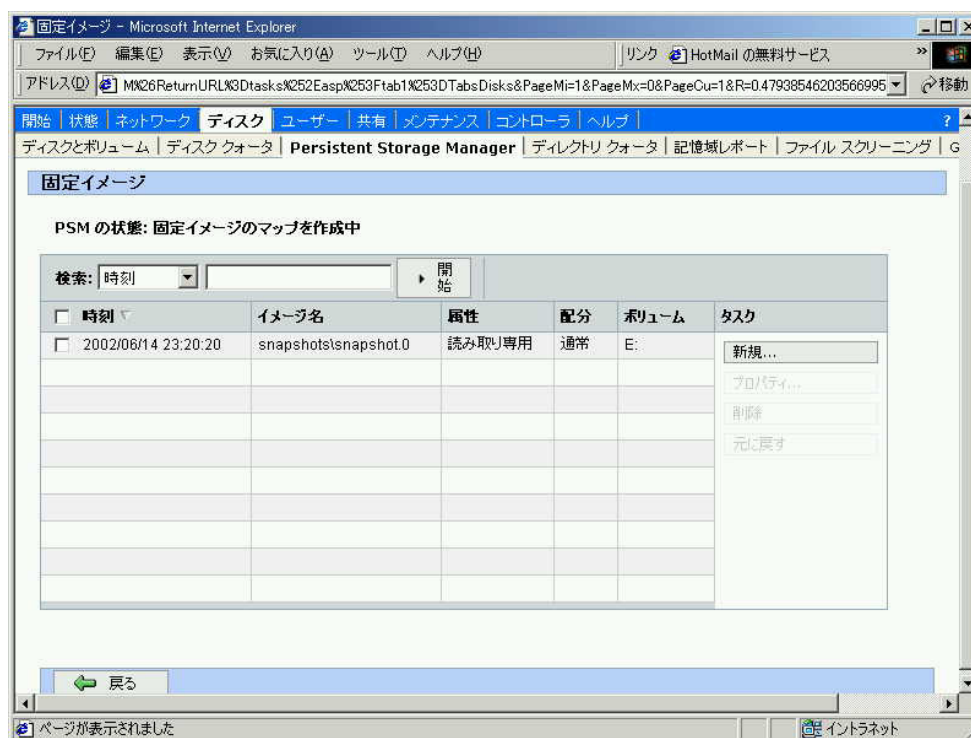 固定イメージ - Microsoft Internet Explorer
ファイル(F) 編集(E) 表示(V) お気に入り(A) ツール(T) ヘルプ(H) リンク HotMail の無料サービス »
アドレス(D) M%26ReturnURL%3Dtasks%252Easp%253Ftab1%253DTabsDisks&PageMi=1&PageMx=0&PageCu=1&R=0.47938546203566995 移動
開始 | 状態 | ネットワーク | ディスク | ユーザー | 共有 | メンテナンス | コントローラ | ヘルプ | ?
ディスクとボリューム | ディスク クォータ | Persistent Storage Manager | ディレクトリ クォータ | 記憶域レポート | ファイル スクリーニング | G
固定イメージ
PSM の状態: 固定イメージのマップを作成中
検索: 時刻 開始
時刻 イメージ名 属性 配分 ボリューム タスク
2002/06/14 23:20:20 snapshots\snapshot.0 読み取り専用 通常 E:
新規...
プロパティ...
削除
元に戻す
戻る
ページが表示されました イントラネット